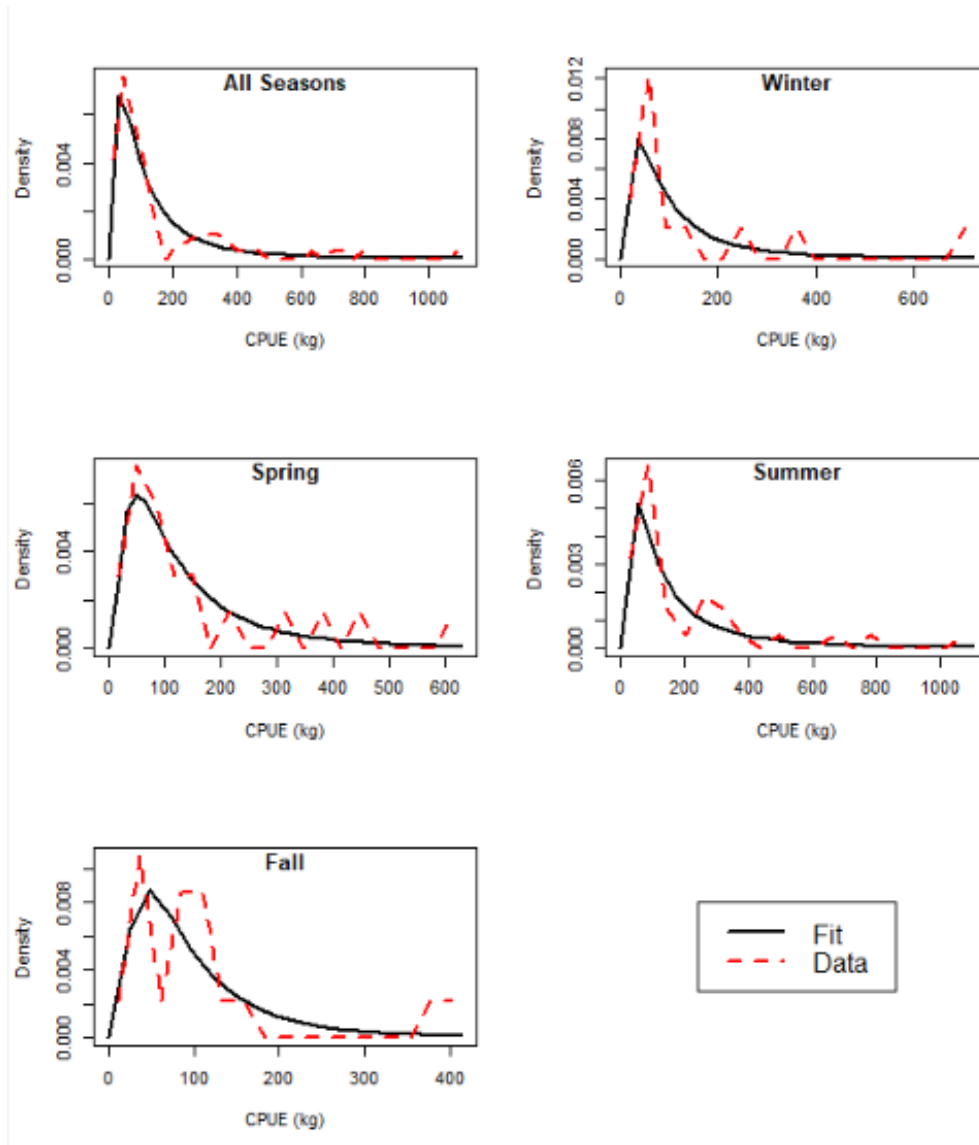 All Seasons
Density
0.000 0.004
0 200 400 600 800 1000
CPUE (kg)
Winter
Density
0.000 0.004 0.008 0.012
0 200 400 600
CPUE (kg)
Spring
Density
0.000 0.004
0 100 200 300 400 500 600
CPUE (kg)
Summer
Density
0.000 0.003 0.006
0 200 400 600 800 1000
CPUE (kg)
Fall
Density
0.000 0.004 0.008
0 100 200 300 400
CPUE (kg)
Fit
Data